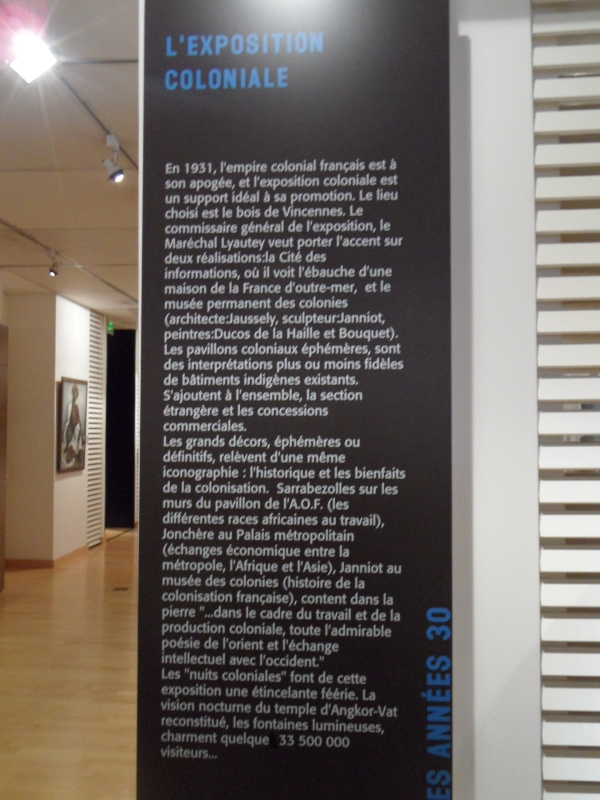 L'EXPOSITION
COLONIALE
En 1931, l'empire colonial français est à
son apogée, et l'exposition coloniale est
un support idéal à sa promotion. Le lieu
choisi est le bois de Vincennes. Le
commissaire général de l'exposition, le
Maréchal Lyautey veut porter l'accent sur
deux réalisations:la Cité des
informations, où il voit l'ébauche d'une
maison de la France d'outre-mer, et le
musée permanent des colonies
(architecte:Jaussely, sculpteur:Janniot,
peintres:Ducos de la Haille et Bouquet).
Les pavillons coloniaux éphémères, sont
des interprétations plus ou moins fidèles
de bâtiments indigènes existants.
S'ajoutent à l'ensemble, la section
étrangère et les concessions
commerciales.
Les grands décors, éphémères ou
définitifs, relèvent d'une même
iconographie : l'historique et les bienfaits
de la colonisation. Sarrabezolles sur les
murs du pavillon de l'A.O.F. (les
différentes races africaines au travail),
Jonchère au Palais métropolitain
(échanges économique entre la
métropole, l'Afrique et l'Asie), Janniot au
musée des colonies (histoire de la
colonisation française), content dans la
pierre "...dans le cadre du travail et de la
production coloniale, toute l'admirable
poésie de l'orient et l'échange
intellectuel avec l'occident."
Les "nuits coloniales" font de cette
exposition une étincelante féérie. La
vision nocturne du temple d'Angkor-Vat
reconstitué, les fontaines lumineuses,
charment quelque 33 500 000
visiteurs...
ES ANNÉES 30